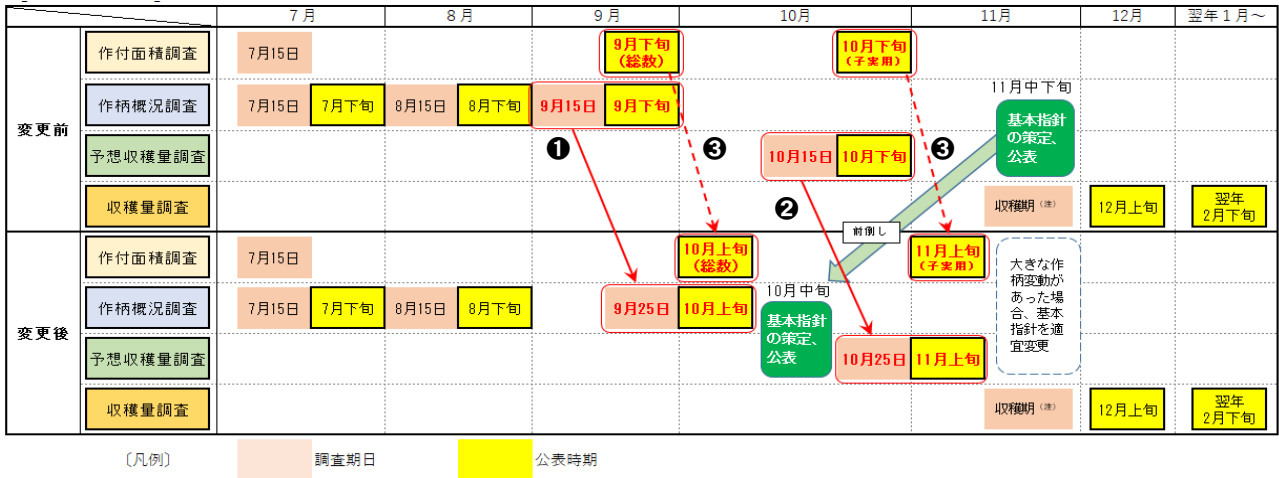 7月 8月 9月 10月 11月 12月 翌年1月～
変更前
作付面積調査 7月15日 9月下旬 10月下旬
(総数) (子実用)
11月中下旬
作柄概況調査 7月15日 7月下旬 8月15日 8月下旬 9月15日 9月下旬
基本指針
の策定、
公表
❶ ❸ ❸
予想収穫量調査 10月15日 10月下旬
❷
収穫量調査 収穫期(注) 12月上旬 翌年
2月下旬
前倒し
変更後
作付面積調査 7月15日 10月上旬 11月上旬
(総数) (子実用)
大きな作
柄変動が
あった場
合、基本
指針を適
宜変更
10月中旬
作柄概況調査 7月15日 7月下旬 8月15日 8月下旬 9月25日 10月上旬
基本指針
の策定、
公表
予想収穫量調査 10月25日 11月上旬
収穫量調査 収穫期(注) 12月上旬 翌年
2月下旬
〔凡例〕 調査期日 公表時期